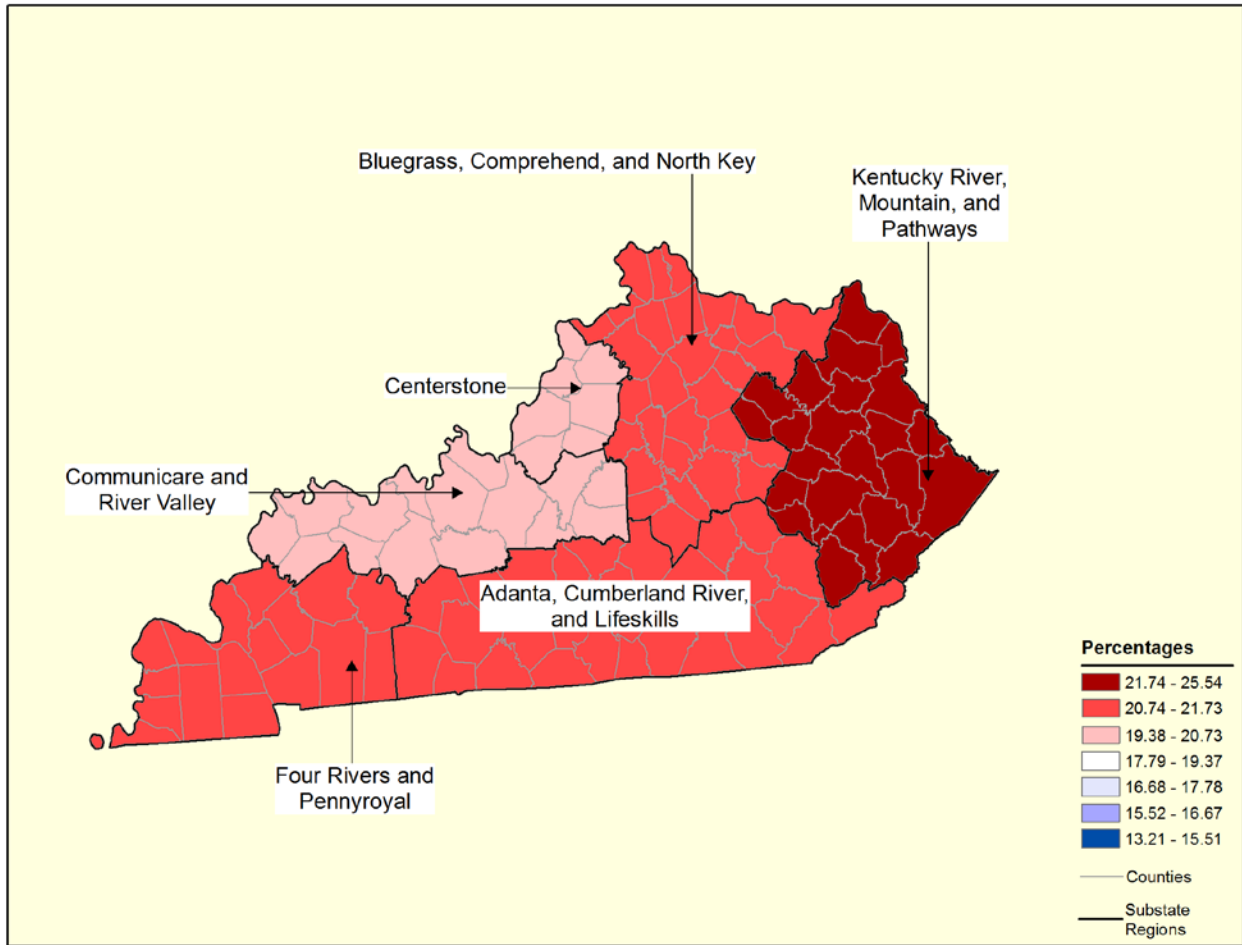 Bluegrass, Comprehend, and North Key
Kentucky River,
Mountain, and
Pathways
Centerstone
Communicare and
River Valley
Adanta, Cumberland River,
and Lifeskills
Four Rivers and
Pennyroyal
Percentages
21.74 - 25.54
20.74 - 21.73
19.38 - 20.73
17.79 - 19.37
16.68 - 17.78
15.52 - 16.67
13.21 - 15.51
Counties
Substate
Regions